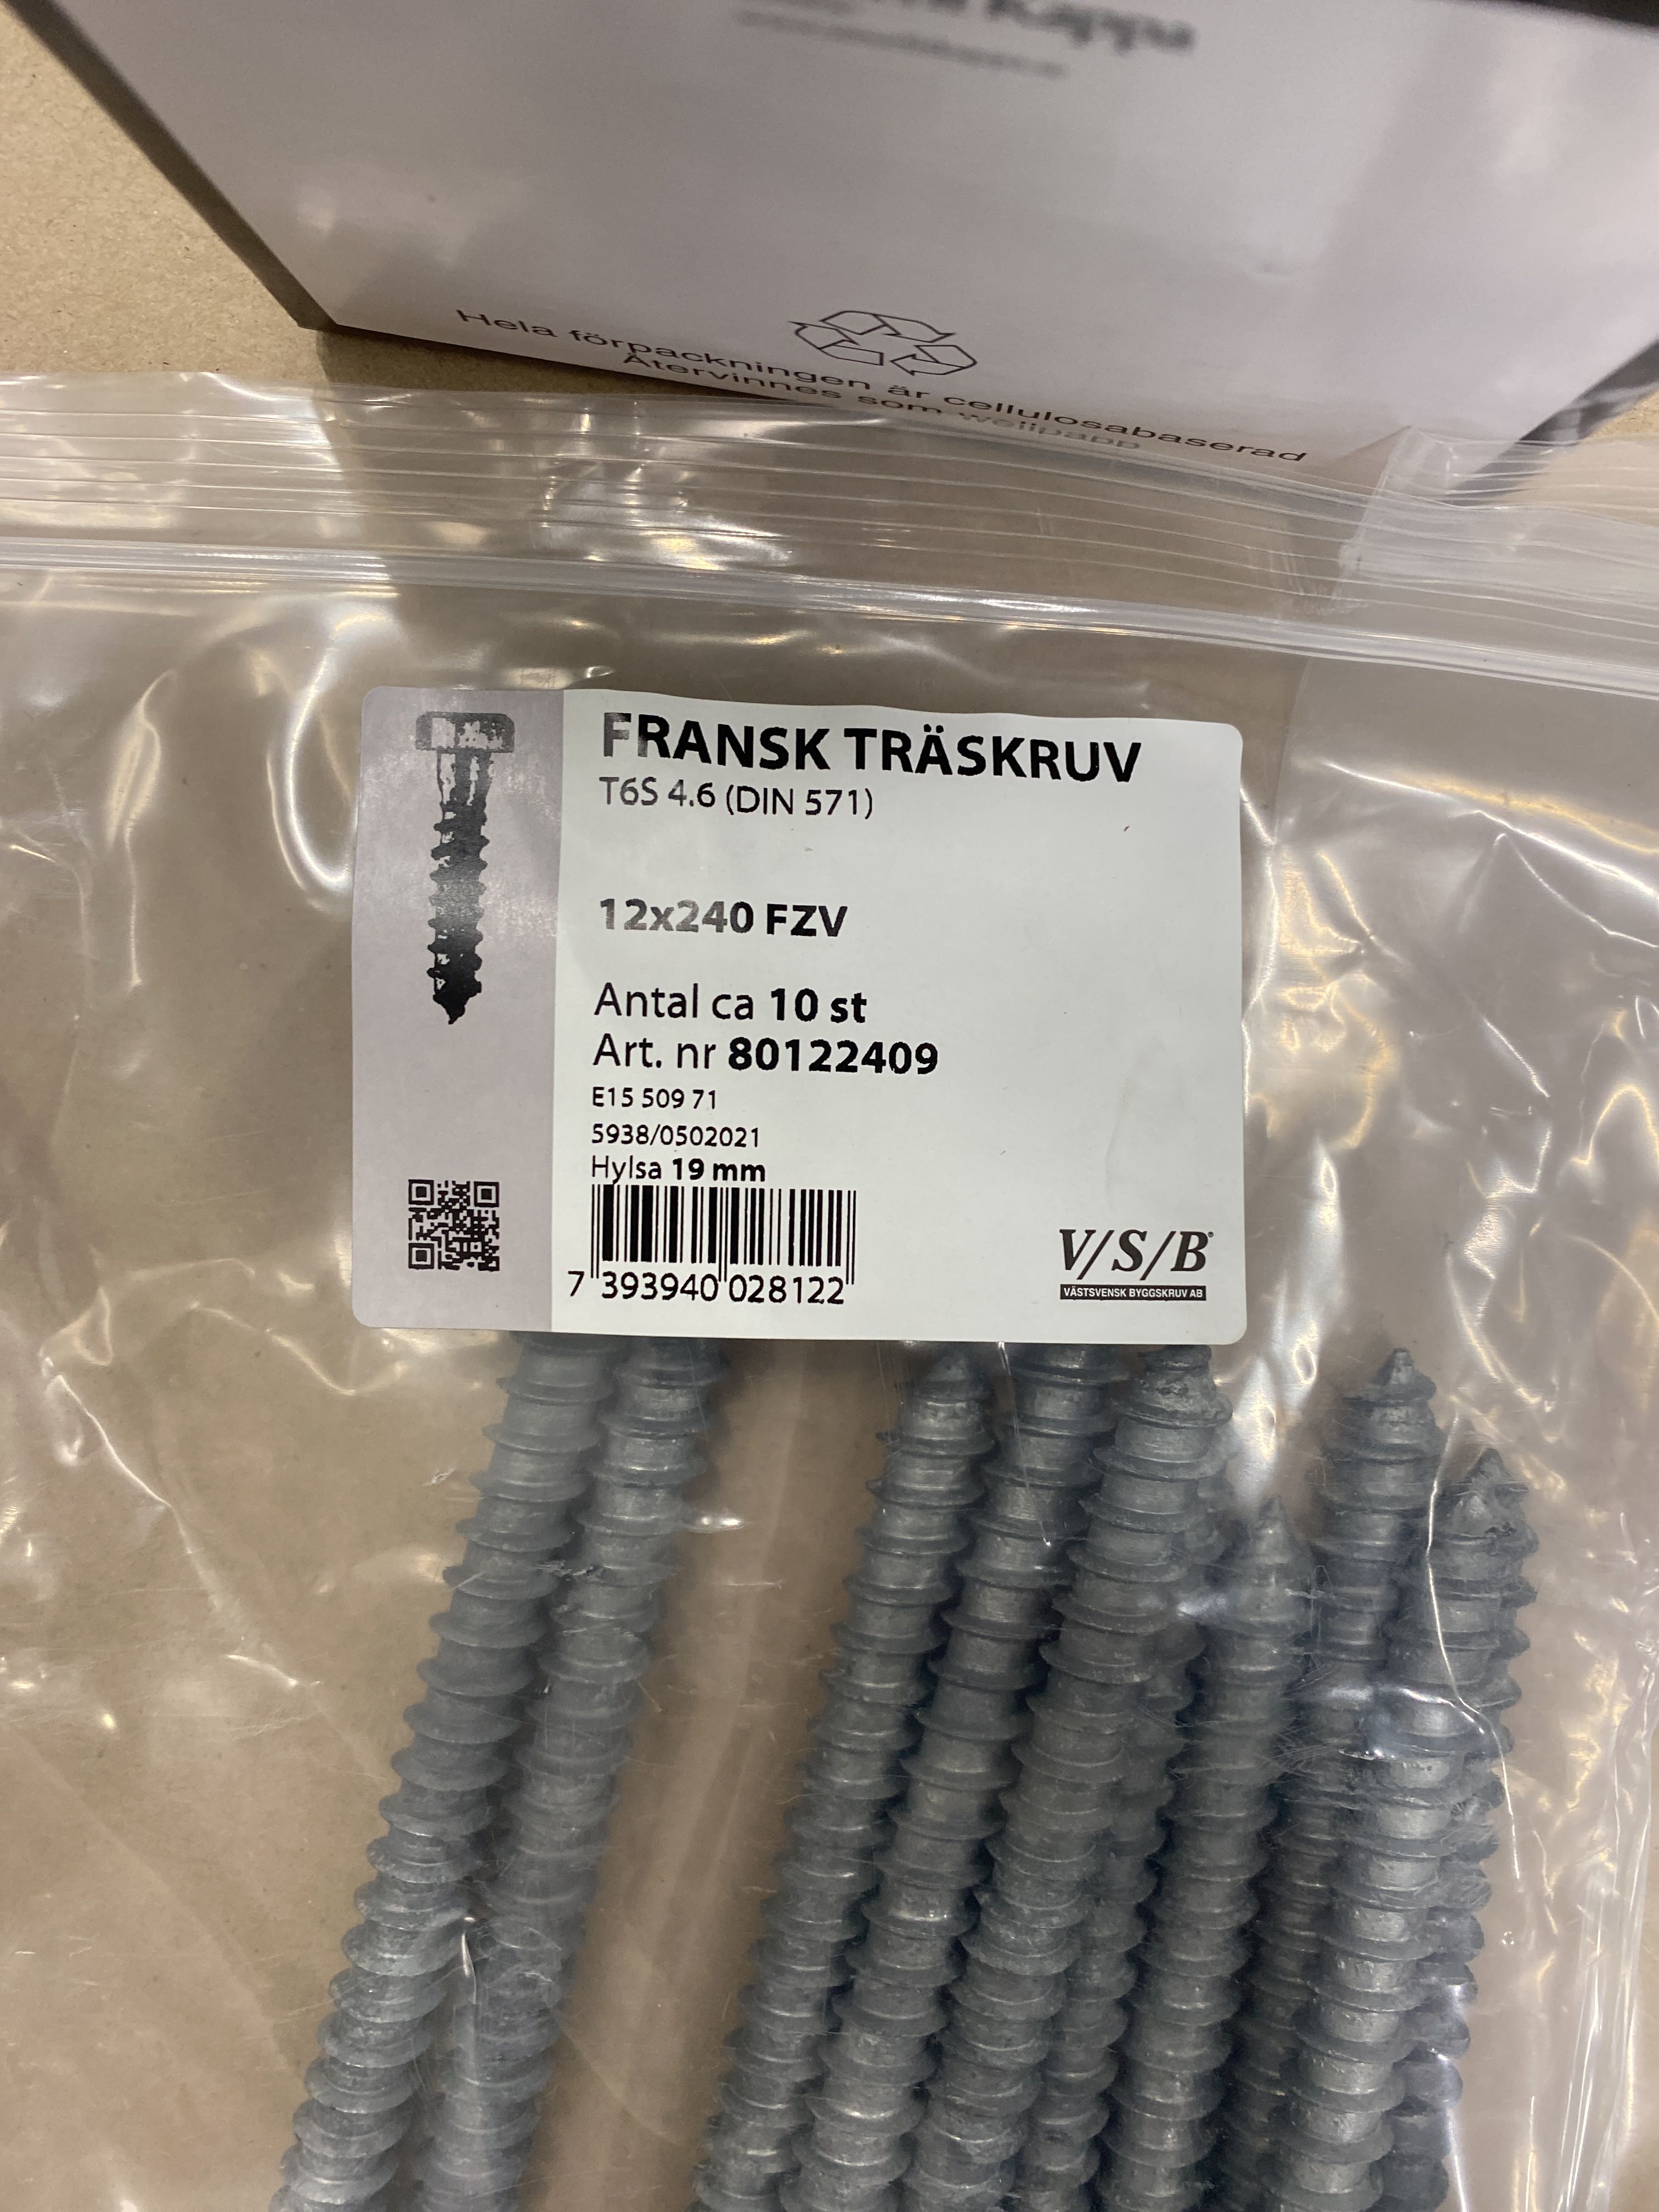 Hela förpackningen är cellulosabaserad
Återvinnes som wellpapp
FRANSK TRÄSKRUV
T6S 4.6 (DIN 571)
12x240 FZV
Antal ca 10 st
Art. nr 80122409
E15 509 71
5938/0502021
Hylsa 19 mm
7 393940 028122
V/S/B®
VÄSTSVENSK BYGGSKRUV AB